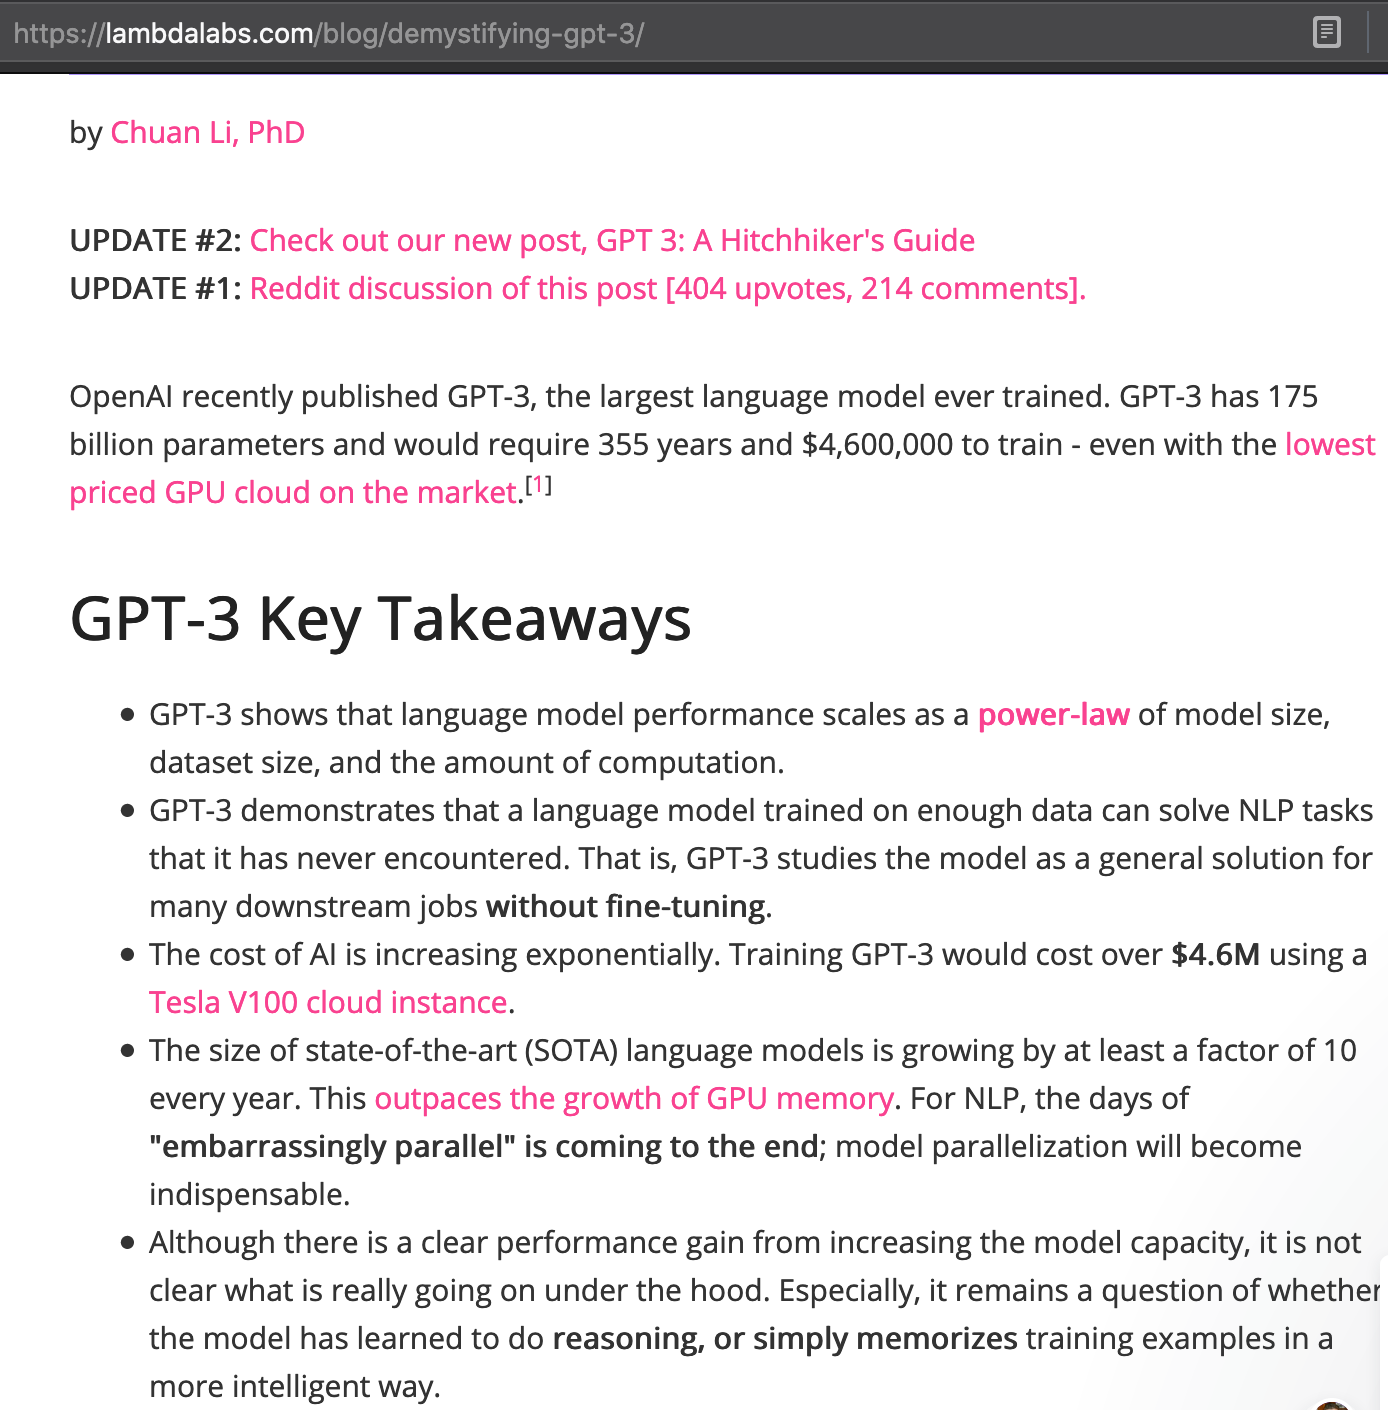 https://lambdalabs.com/blog/demystifying-gpt-3/
by Chuan Li, PhD
UPDATE #2: Check out our new post, GPT 3: A Hitchhiker's Guide
UPDATE #1: Reddit discussion of this post [404 upvotes, 214 comments].
OpenAI recently published GPT-3, the largest language model ever trained. GPT-3 has 175
billion parameters and would require 355 years and $4,600,000 to train - even with the lowest
priced GPU cloud on the market.[1]
GPT-3 Key Takeaways
• GPT-3 shows that language model performance scales as a power-law of model size,
dataset size, and the amount of computation.
• GPT-3 demonstrates that a language model trained on enough data can solve NLP tasks
that it has never encountered. That is, GPT-3 studies the model as a general solution for
many downstream jobs without fine-tuning.
• The cost of AI is increasing exponentially. Training GPT-3 would cost over $4.6M using a
Tesla V100 cloud instance.
• The size of state-of-the-art (SOTA) language models is growing by at least a factor of 10
every year. This outpaces the growth of GPU memory. For NLP, the days of
"embarrassingly parallel" is coming to the end; model parallelization will become
indispensable.
• Although there is a clear performance gain from increasing the model capacity, it is not
clear what is really going on under the hood. Especially, it remains a question of whether
the model has learned to do reasoning, or simply memorizes training examples in a
more intelligent way.